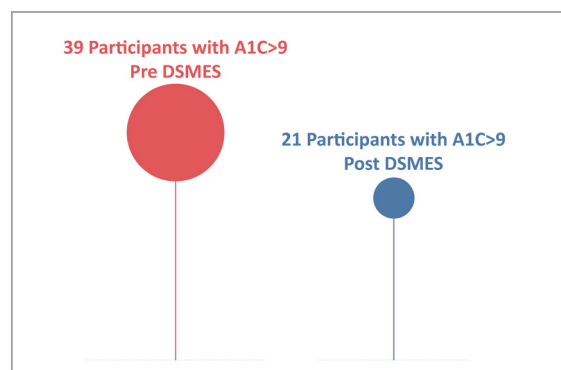 39 Participants with A1C>9
Pre DSMES
21 Participants with A1C>9
Post DSMES